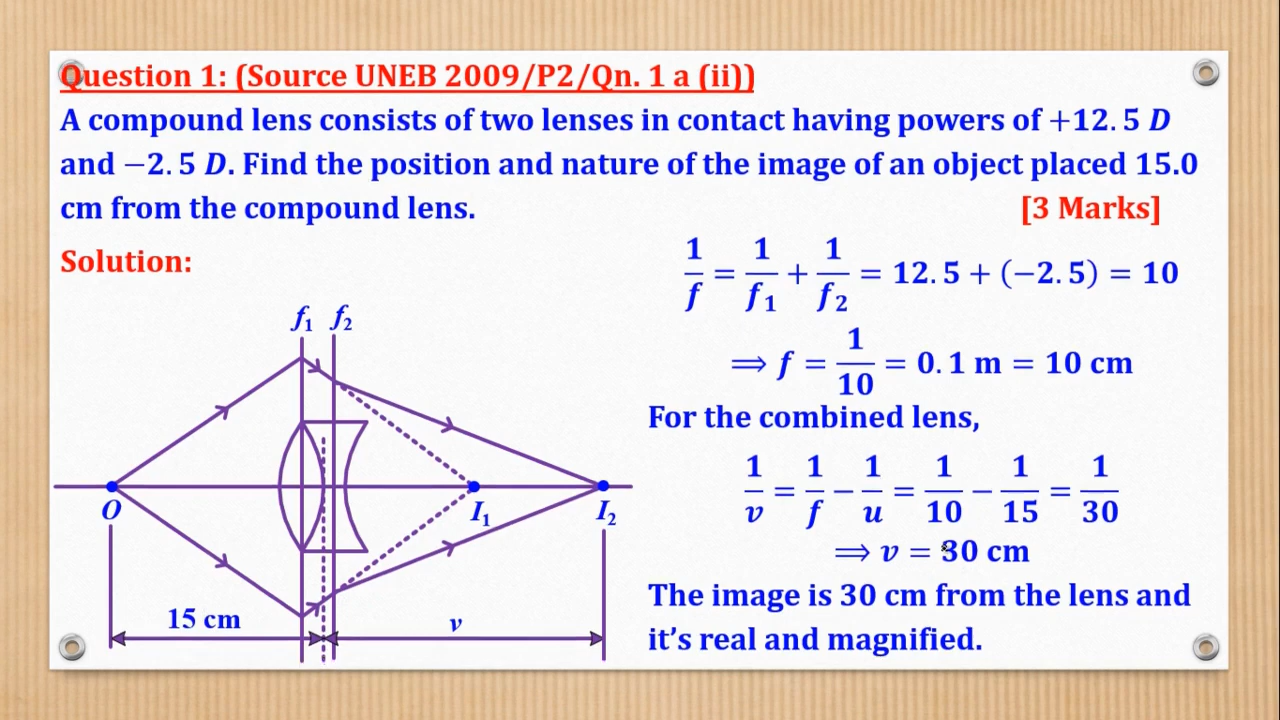 Question 1: (Source UNEB 2009/P2/Qn. 1 a (ii))
A compound lens consists of two lenses in contact having powers of +12.5 D
and −2.5 D. Find the position and nature of the image of an object placed 15.0
cm from the compound lens. [3 Marks]
Solution:
1/f = 1/f₁ + 1/f₂ = 12.5 + (−2.5) = 10
⟹ f = 1/10 = 0.1 m = 10 cm
For the combined lens,
1/v = 1/f − 1/u = 1/10 − 1/15 = 1/30
⟹ v = 30 cm
The image is 30 cm from the lens and
it’s real and magnified.
f₁ f₂
O I₁ I₂
15 cm v